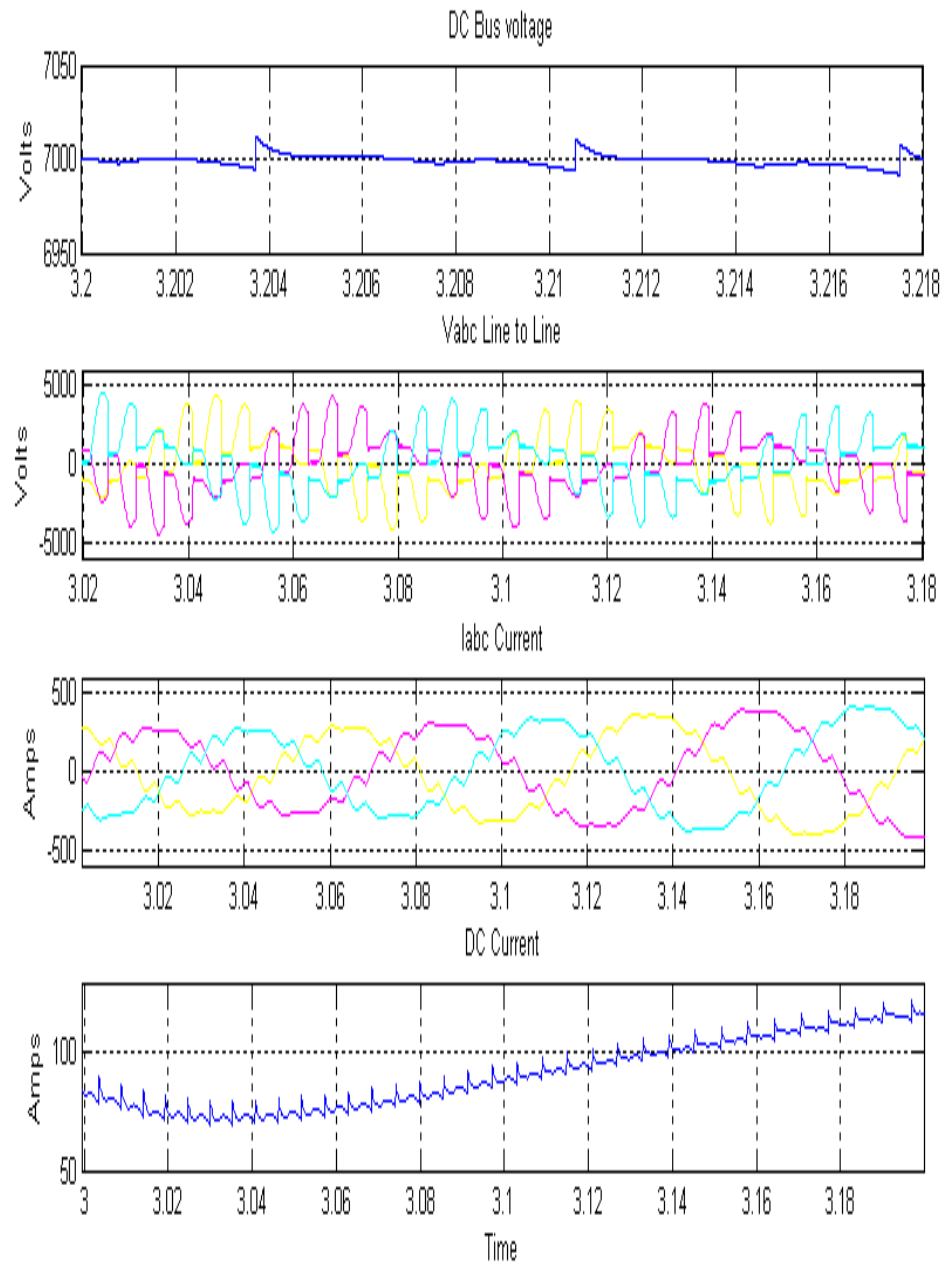 DC Bus voltage
7050
7000
6950
Volts
3.2 3.202 3.204 3.206 3.208 3.21 3.212 3.214 3.216 3.218
Vabc Line to Line
5000
0
-5000
Volts
3.02 3.04 3.06 3.08 3.1 3.12 3.14 3.16 3.18
Iabc Current
500
0
-500
Amps
3.02 3.04 3.06 3.08 3.1 3.12 3.14 3.16 3.18
DC Current
100
50
Amps
3 3.02 3.04 3.06 3.08 3.1 3.12 3.14 3.16 3.18
Time